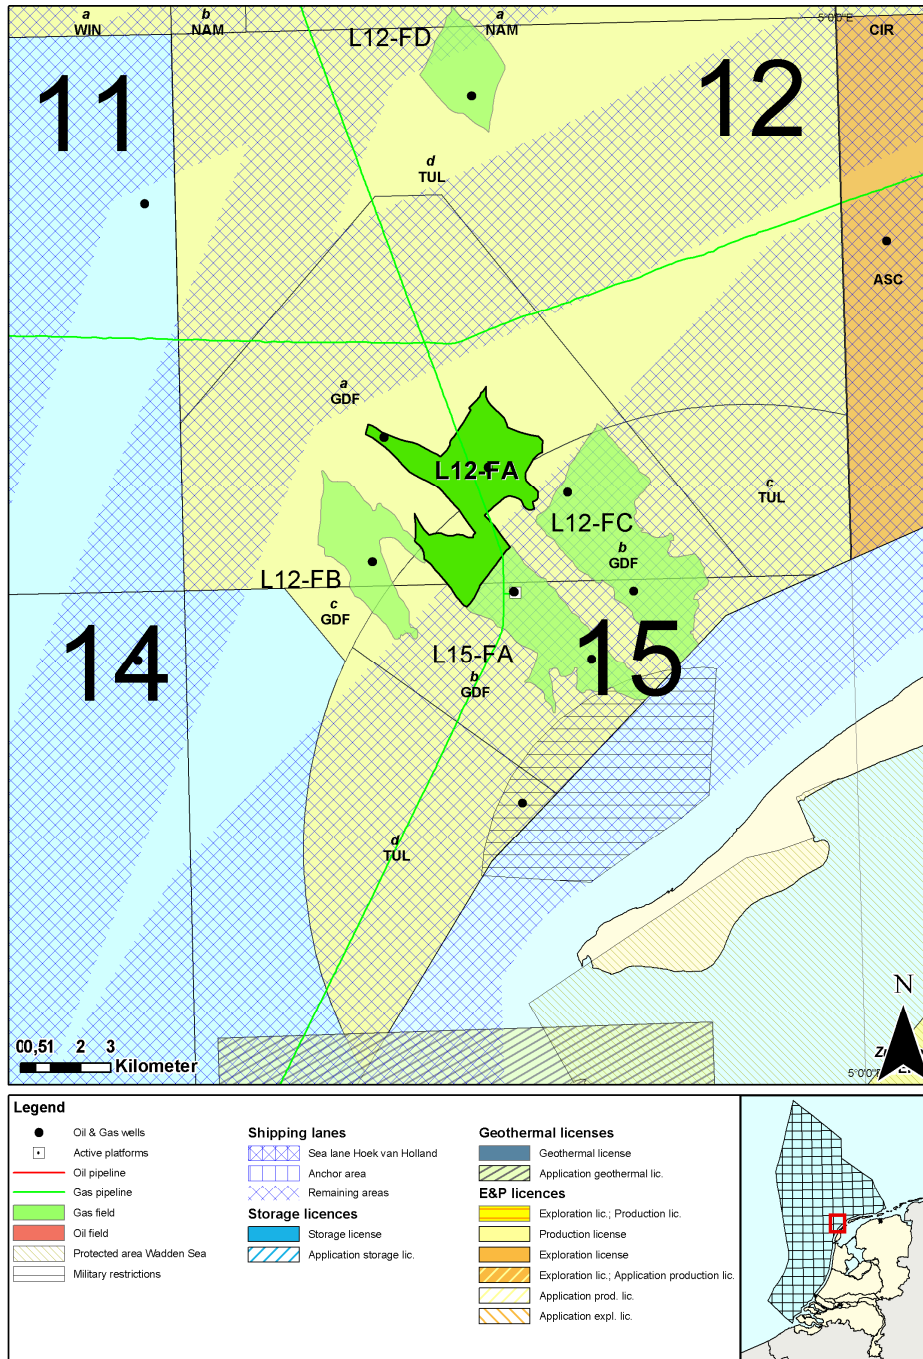 a
WIN
b
NAM
a
NAM
5°0'0"E
CIR
L12-FD
11
12
d
TUL
ASC
a
GDF
L12-FA
c
TUL
L12-FC
b
GDF
L12-FB
c
GDF
14
15
L15-FA
b
GDF
d
TUL
N
00,51 2 3
Kilometer
5°0'0"
Legend
Oil & Gas wells
Active platforms
Oil pipeline
Gas pipeline
Gas field
Oil field
Protected area Wadden Sea
Military restrictions
Shipping lanes
Sea lane Hoek van Holland
Anchor area
Remaining areas
Storage licences
Storage license
Application storage lic.
Geothermal licenses
Geothermal license
Application geothermal lic.
E&P licences
Exploration lic.; Production lic.
Production license
Exploration license
Exploration lic.; Application production lic.
Application prod. lic.
Application expl. lic.